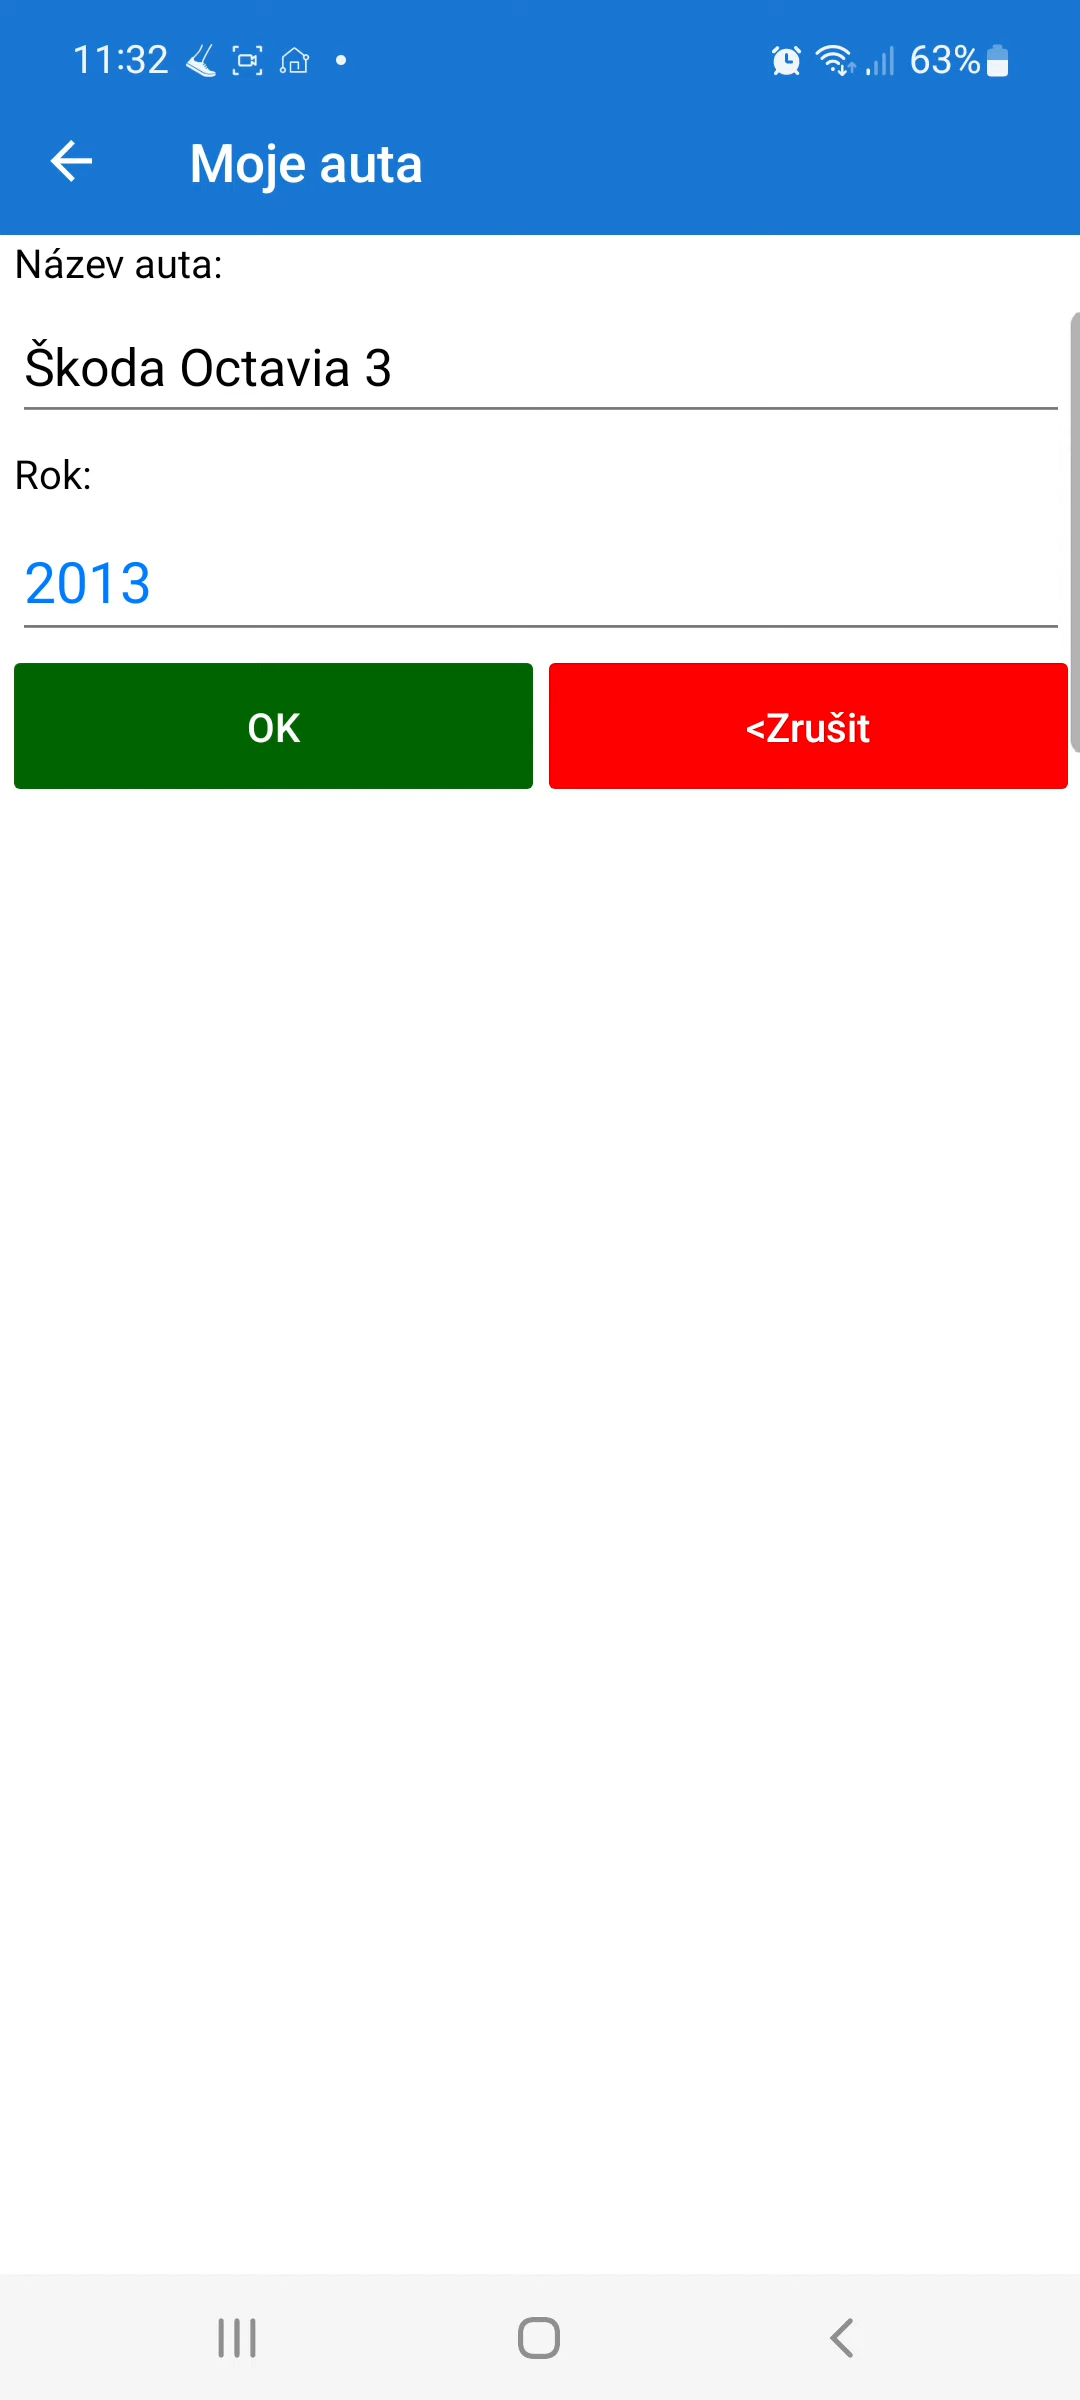 11:32
63%
Moje auta
Název auta:
Škoda Octavia 3
Rok:
2013
OK
<Zrušit